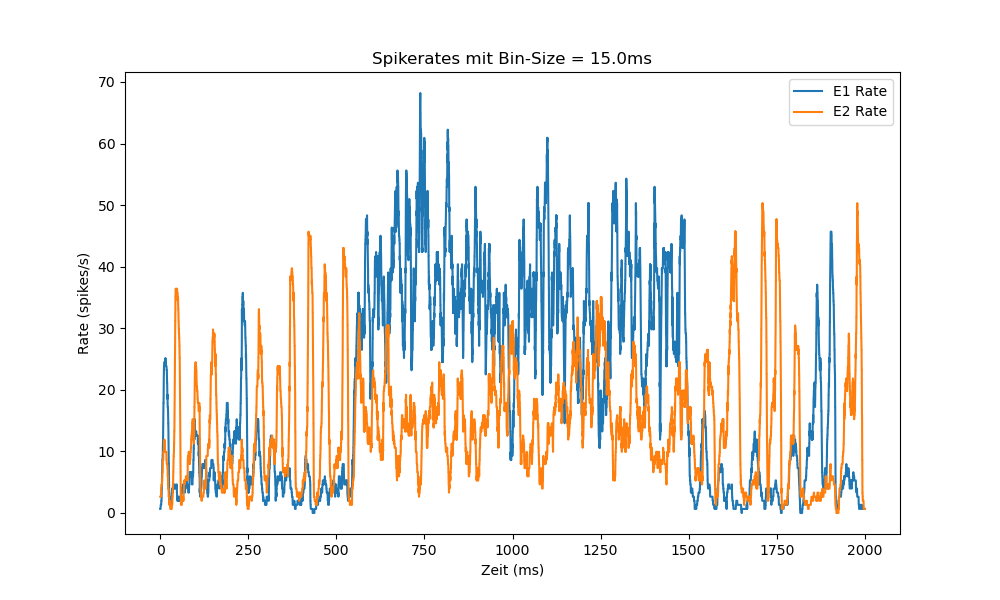 Spikerates mit Bin-Size = 15.0ms
E1 Rate
E2 Rate
70
60
50
40
30
20
10
0
Rate (spikes/s)
0 250 500 750 1000 1250 1500 1750 2000
Zeit (ms)